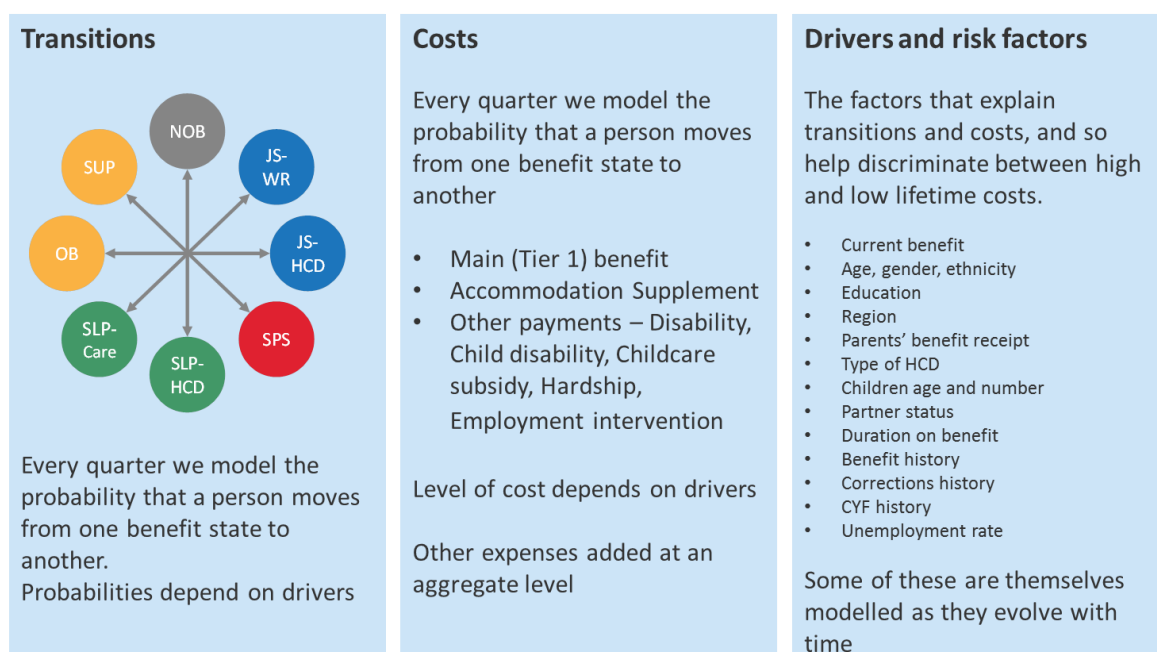 Transitions
NOB
SUP
JS-
WR
OB
JS-
HCD
SLP-
Care
SPS
SLP-
HCD
Every quarter we model the
probability that a person moves
from one benefit state to
another.
Probabilities depend on drivers
Costs
Every quarter we model the
probability that a person moves
from one benefit state to
another
• Main (Tier 1) benefit
• Accommodation Supplement
• Other payments – Disability,
Child disability, Childcare
subsidy, Hardship,
Employment intervention
Level of cost depends on drivers
Other expenses added at an
aggregate level
Drivers and risk factors
The factors that explain
transitions and costs, and so
help discriminate between high
and low lifetime costs.
• Current benefit
• Age, gender, ethnicity
• Education
• Region
• Parents’ benefit receipt
• Type of HCD
• Children age and number
• Partner status
• Duration on benefit
• Benefit history
• Corrections history
• CYF history
• Unemployment rate
Some of these are themselves
modelled as they evolve with
time